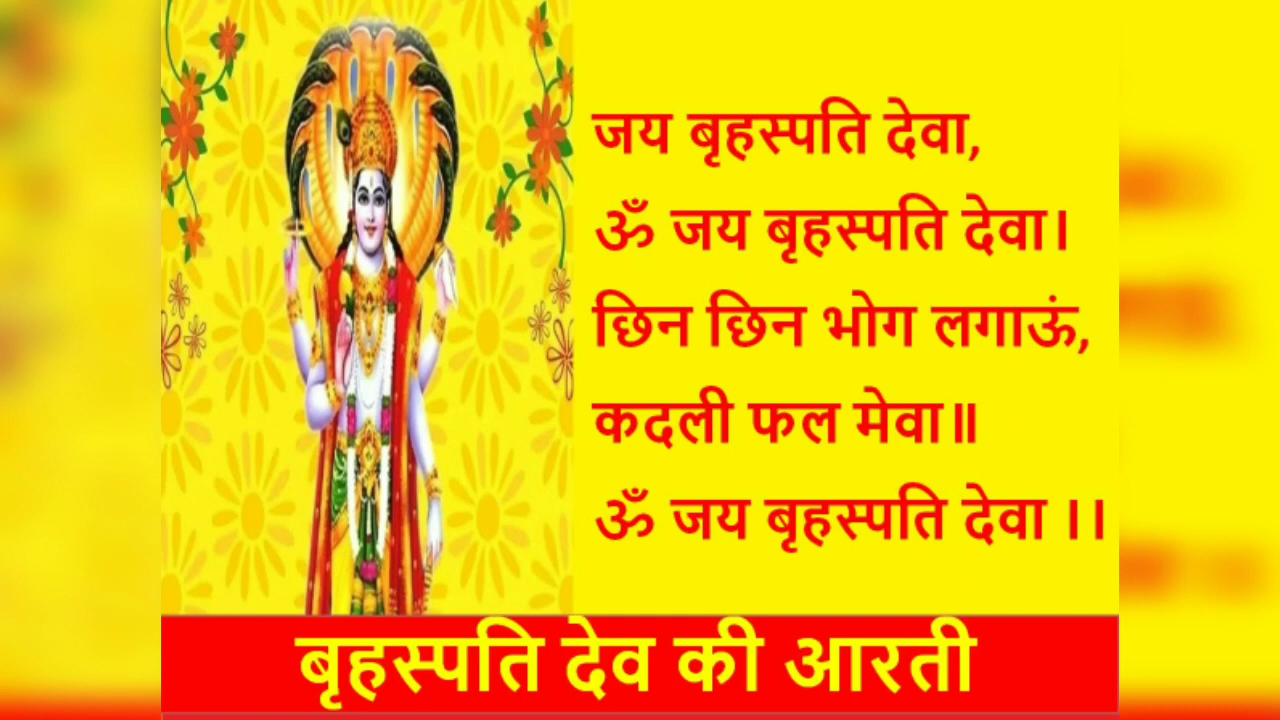 जय बृहस्पति देवा,
ॐ जय बृहस्पति देवा।
छिन छिन भोग लगाऊं,
कदली फल मेवा॥
ॐ जय बृहस्पति देवा ।।
बृहस्पति देव की आरती